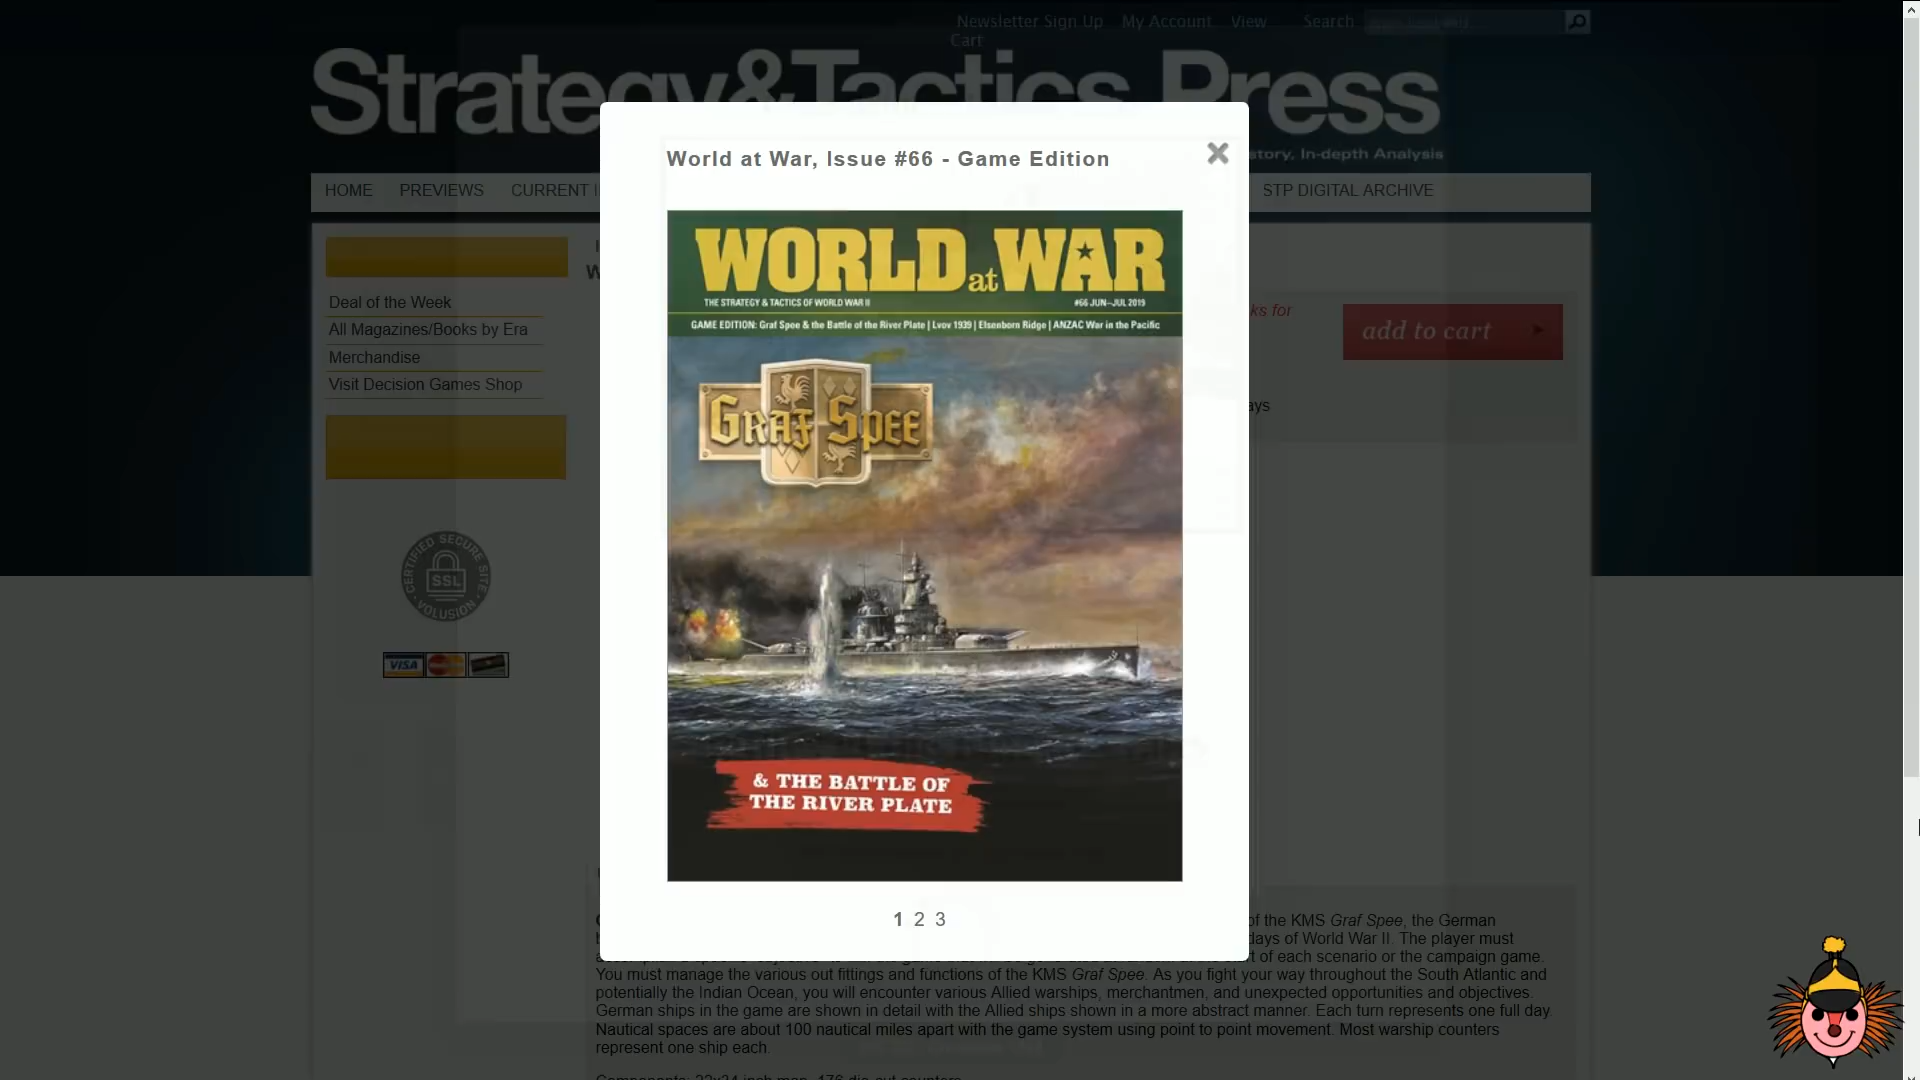 Newsletter Sign Up My Account View Search
Cart
Strategy&Tactics Press
story, In-depth Analysis
HOME PREVIEWS CURRENT STP DIGITAL ARCHIVE
World at War, Issue #66 - Game Edition
WORLD at WAR
THE STRATEGY & TACTICS OF WORLD WAR II #66 JUN-JUL 2019
GAME EDITION: Graf Spee & the Battle of the River Plate | Lvov 1939 | Elsenborn Ridge | ANZAC War in the Pacific
GRAF SPEE
& THE BATTLE OF
THE RIVER PLATE
1 2 3
Deal of the Week
All Magazines/Books by Era
Merchandise
Visit Decision Games Shop
CERTIFIED SECURE SITE
SSL
VOLUSION
VISA
ks for
add to cart
ays
of the KMS Graf Spee, the German
days of World War II. The player must
t of each scenario or the campaign game.
You must manage the various out fittings and functions of the KMS Graf Spee. As you fight your way throughout the South Atlantic and
potentially the Indian Ocean, you will encounter various Allied warships, merchantmen, and unexpected opportunities and objectives.
German ships in the game are shown in detail with the Allied ships shown in a more abstract manner. Each turn represents one full day.
Nautical spaces are about 100 nautical miles apart with the game system using point to point movement. Most warship counters
represent one ship each.